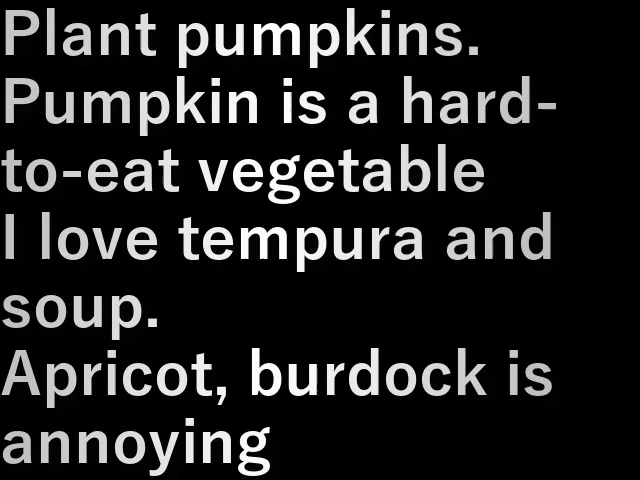 Plant pumpkins.
Pumpkin is a hard-
to-eat vegetable
I love tempura and
soup.
Apricot, burdock is
annoying